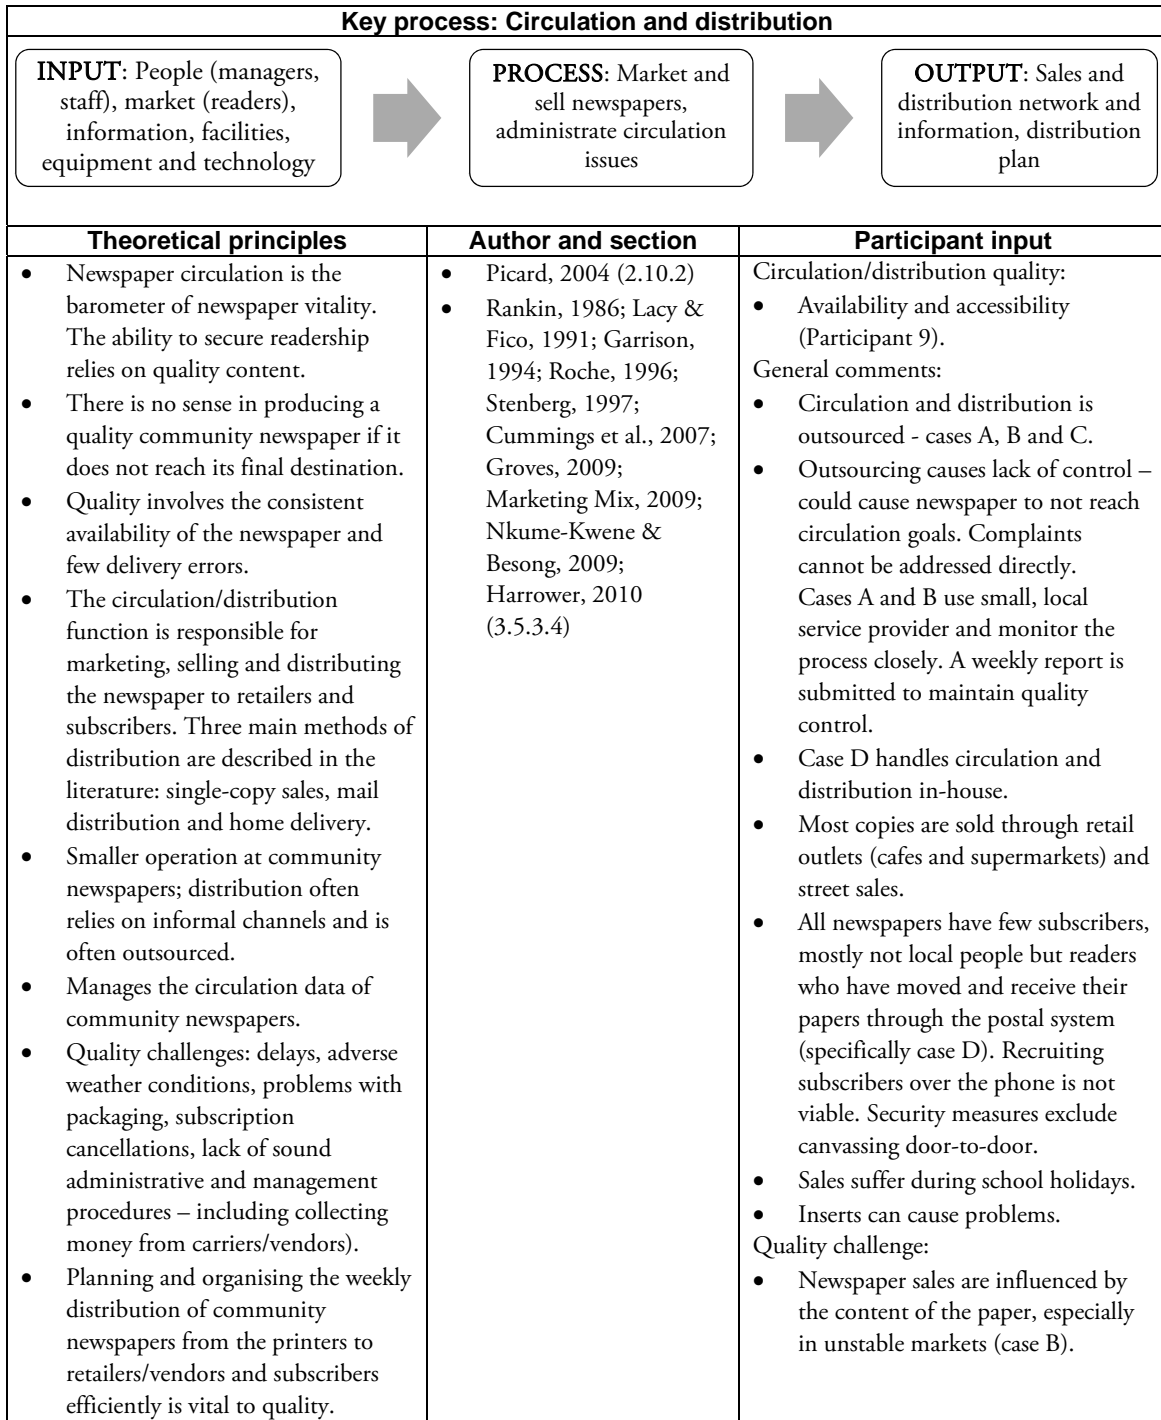 Key process: Circulation and distribution
INPUT: People (managers,
staff), market (readers),
information, facilities,
equipment and technology
PROCESS: Market and
sell newspapers,
administrate circulation
issues
OUTPUT: Sales and
distribution network and
information, distribution
plan
Theoretical principles
• Newspaper circulation is the
barometer of newspaper vitality.
The ability to secure readership
relies on quality content.
• There is no sense in producing a
quality community newspaper if it
does not reach its final destination.
• Quality involves the consistent
availability of the newspaper and
few delivery errors.
• The circulation/distribution
function is responsible for
marketing, selling and distributing
the newspaper to retailers and
subscribers. Three main methods of
distribution are described in the
literature: single-copy sales, mail
distribution and home delivery.
• Smaller operation at community
newspapers; distribution often
relies on informal channels and is
often outsourced.
• Manages the circulation data of
community newspapers.
• Quality challenges: delays, adverse
weather conditions, problems with
packaging, subscription
cancellations, lack of sound
administrative and management
procedures – including collecting
money from carriers/vendors).
• Planning and organising the weekly
distribution of community
newspapers from the printers to
retailers/vendors and subscribers
efficiently is vital to quality.
Author and section
• Picard, 2004 (2.10.2)
• Rankin, 1986; Lacy &
Fico, 1991; Garrison,
1994; Roche, 1996;
Stenberg, 1997;
Cummings et al., 2007;
Groves, 2009;
Marketing Mix, 2009;
Nkume-Kwene &
Besong, 2009;
Harrower, 2010
(3.5.3.4)
Participant input
Circulation/distribution quality:
• Availability and accessibility
(Participant 9).
General comments:
• Circulation and distribution is
outsourced - cases A, B and C.
• Outsourcing causes lack of control –
could cause newspaper to not reach
circulation goals. Complaints
cannot be addressed directly.
Cases A and B use small, local
service provider and monitor the
process closely. A weekly report is
submitted to maintain quality
control.
• Case D handles circulation and
distribution in-house.
• Most copies are sold through retail
outlets (cafes and supermarkets) and
street sales.
• All newspapers have few subscribers,
mostly not local people but readers
who have moved and receive their
papers through the postal system
(specifically case D). Recruiting
subscribers over the phone is not
viable. Security measures exclude
canvassing door-to-door.
• Sales suffer during school holidays.
• Inserts can cause problems.
Quality challenge:
• Newspaper sales are influenced by
the content of the paper, especially
in unstable markets (case B).